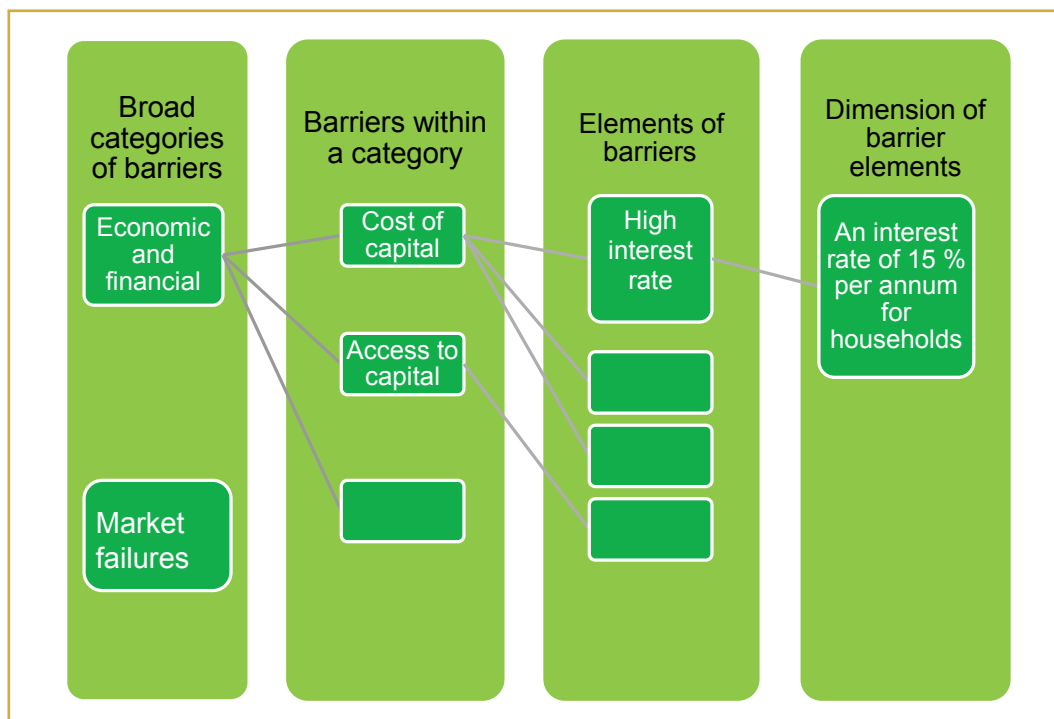 Broad
categories
of barriers
Economic
and
financial
Market
failures
Barriers within
a category
Cost of
capital
Access to
capital
Elements of
barriers
High
interest
rate
Dimension of
barrier
elements
An interest
rate of 15 %
per annum
for
households